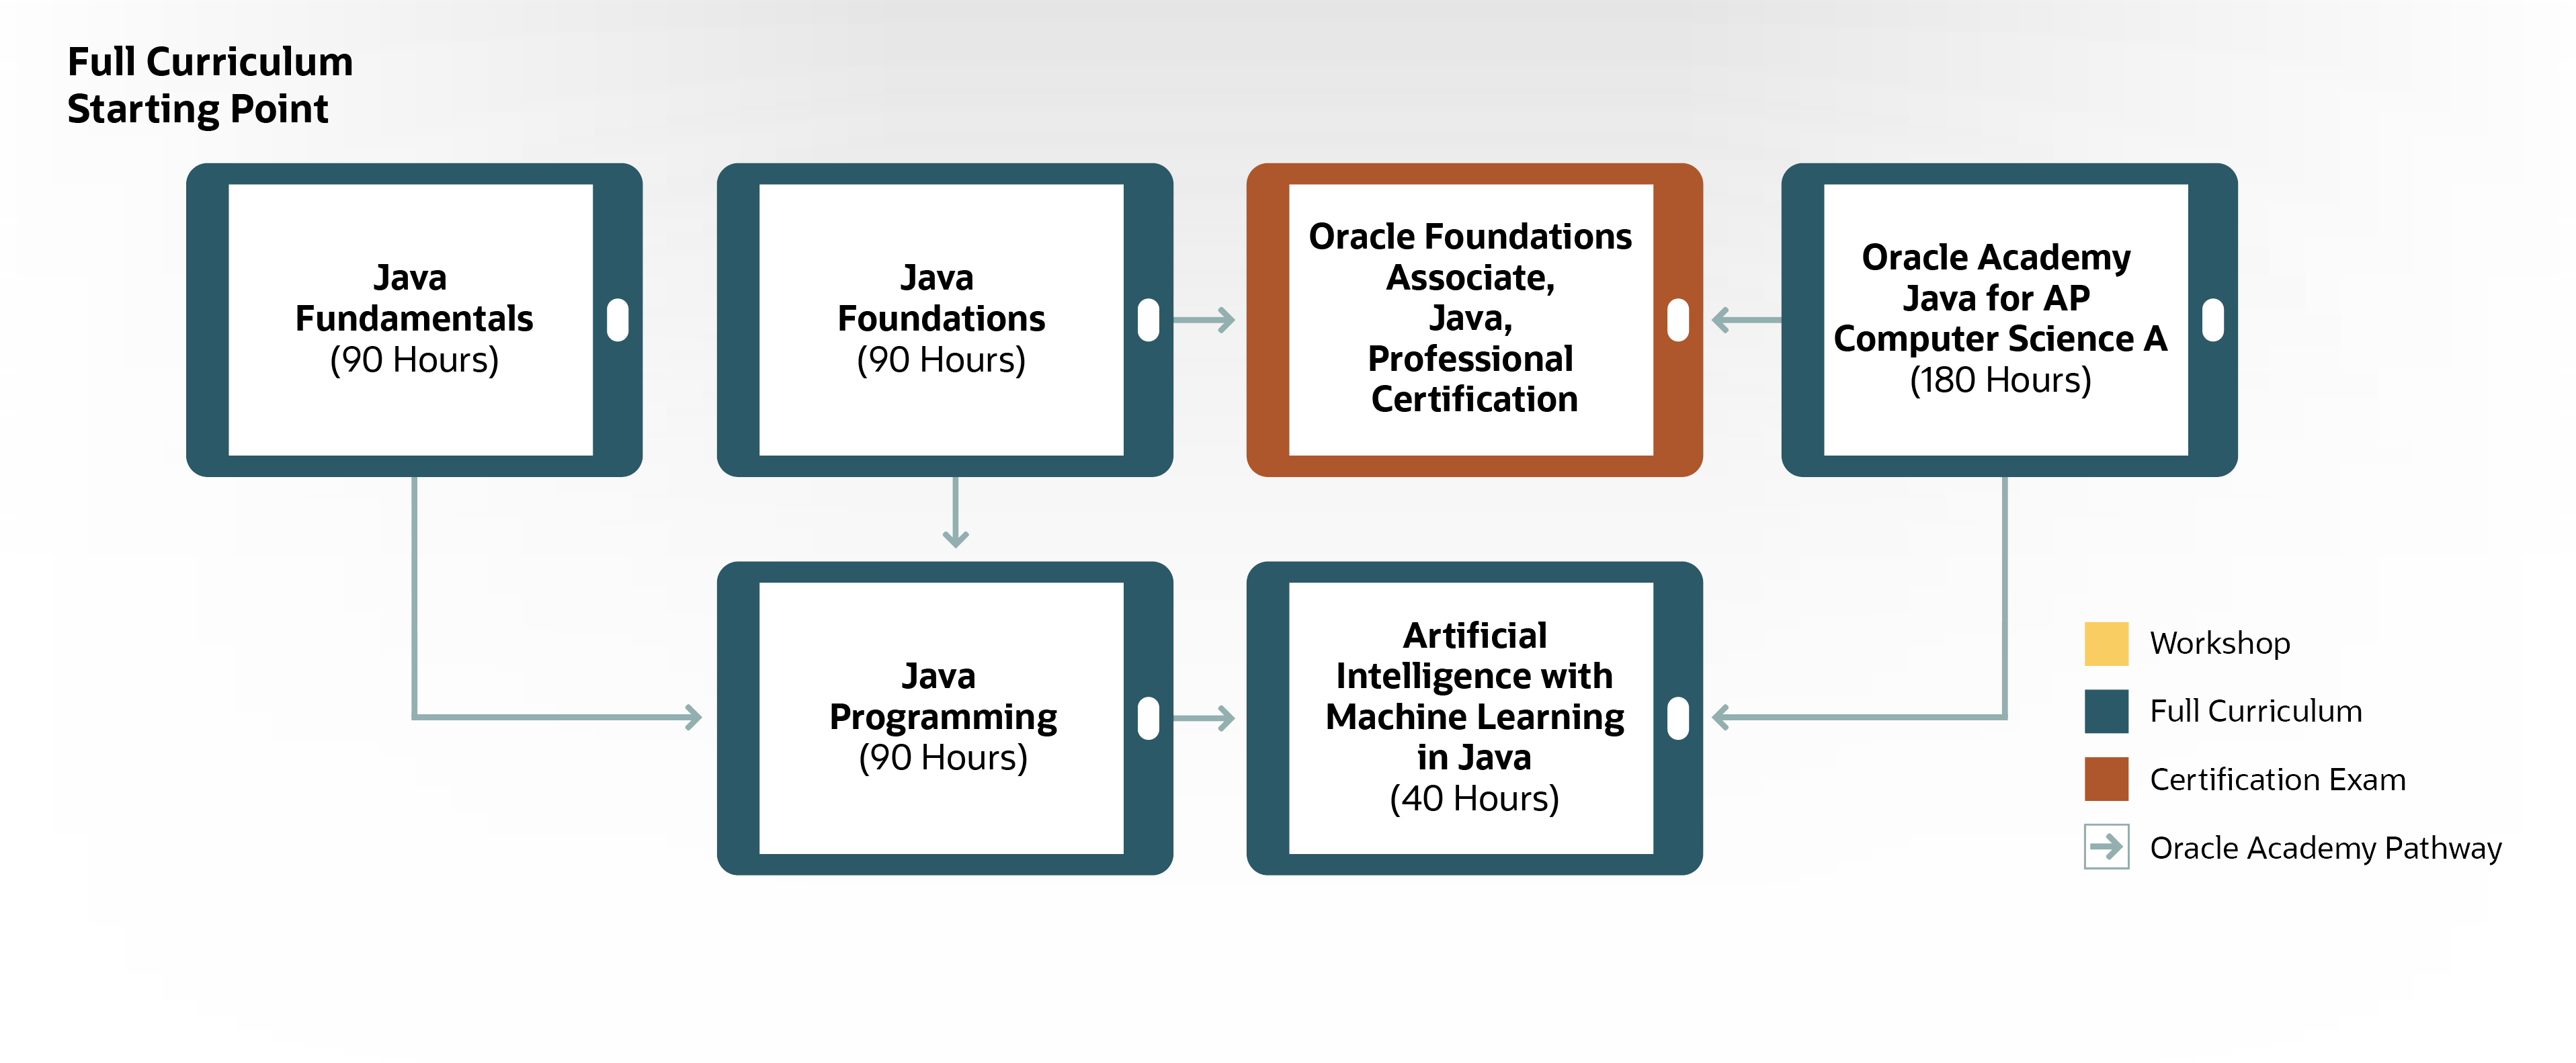 Full Curriculum
Starting Point
Java
Fundamentals
(90 Hours)
Java
Foundations
(90 Hours)
Oracle Foundations
Associate,
Java,
Professional
Certification
Oracle Academy
Java for AP
Computer Science A
(180 Hours)
Java
Programming
(90 Hours)
Artificial
Intelligence with
Machine Learning
in Java
(40 Hours)
Workshop
Full Curriculum
Certification Exam
Oracle Academy Pathway